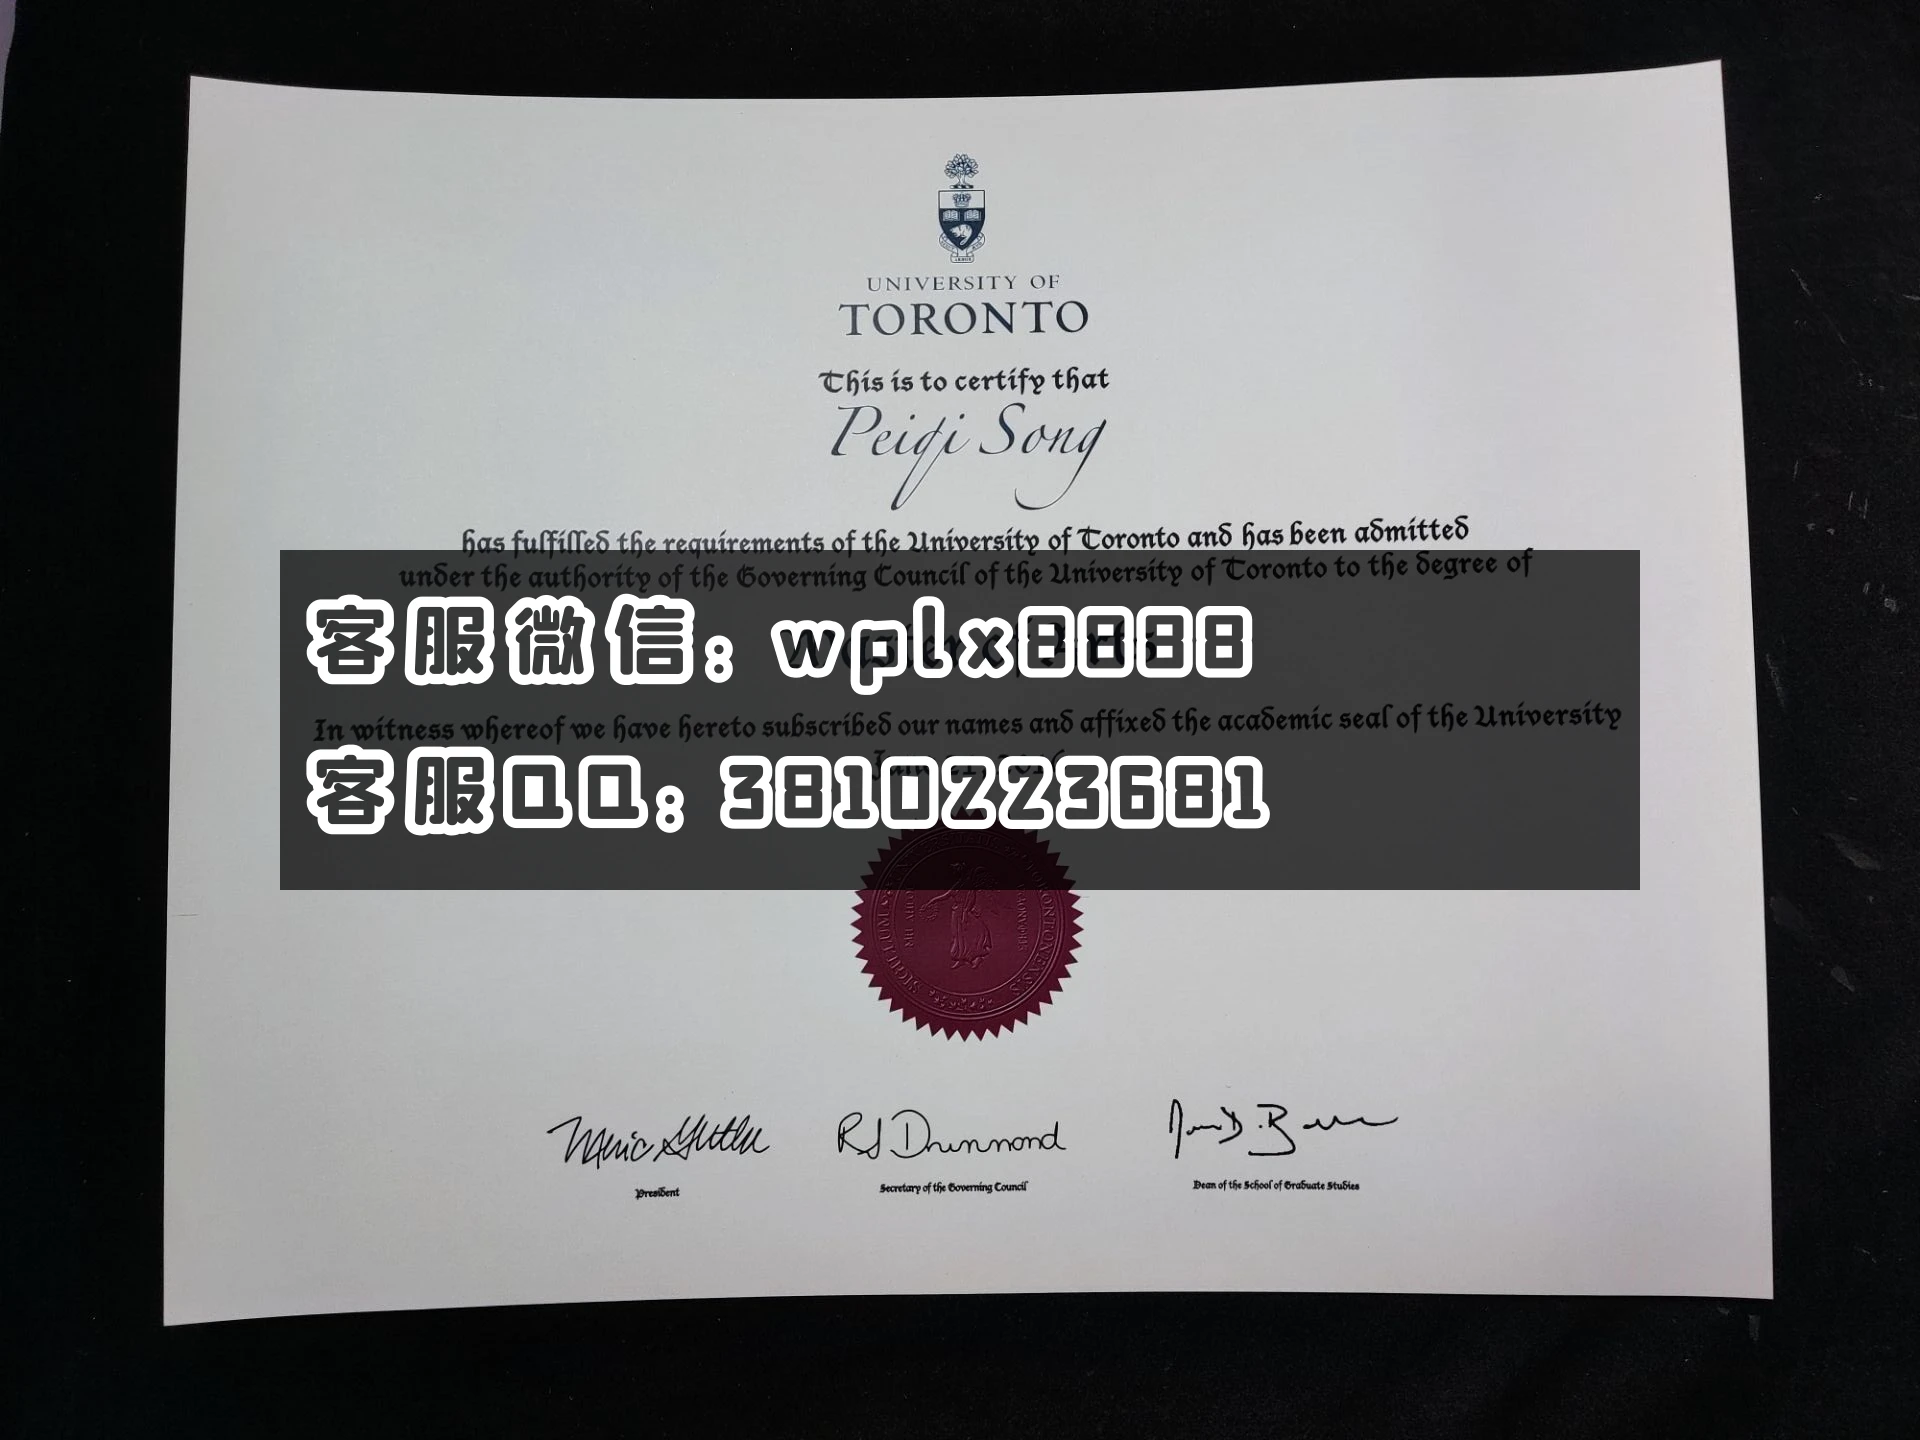 UNIVERSITY OF
TORONTO
This is to certify that
Peiqi Song
has fulfilled the requirements of the University of Toronto and has been admitted
under the authority of the Governing Council of the University of Toronto to the degree of
客服微信: wplx8888
Master of Arts
In witness whereof we have hereto subscribed our names and affixed the academic seal of the University
客服QQ: 3810223681
President
Secretary of the Governing Council
Dean of the School of Graduate Studies